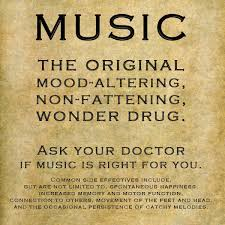 MUSIC
THE ORIGINAL
MOOD-ALTERING,
NON-FATTENING,
WONDER DRUG.
ASK YOUR DOCTOR
IF MUSIC IS RIGHT FOR YOU.
COMMON SIDE EFFECTIVES INCLUDE,
BUT ARE NOT LIMITED TO, SPONTANEOUS HAPPINESS,
INCREASED MEMORY AND MOTOR FUNCTION,
CONNECTION TO OTHERS, MOVEMENT OF THE FEET AND HEAD,
AND THE OCCASIONAL PERSISTENCE OF CATCHY MELODIES.